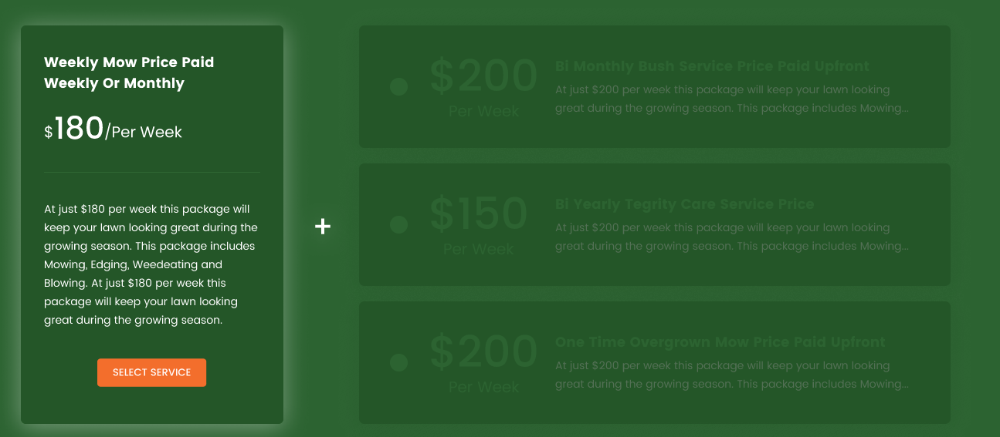 Weekly Mow Price Paid
Weekly Or Monthly
$180/Per Week
At just $180 per week this package will
keep your lawn looking great during the
growing season. This package includes
Mowing, Edging, Weedeating and
Blowing. At just $180 per week this
package will keep your lawn looking
great during the growing season.
SELECT SERVICE
+
$200
Per Week
Bi Monthly Bush Service Price Paid Upfront
At just $200 per week this package will keep your lawn looking
great during the growing season. This package includes Mowing...
$150
Per Week
Bi Yearly Tegrity Care Service Price
At just $200 per week this package will keep your lawn looking
great during the growing season. This package includes Mowing...
$200
Per Week
One Time Overgrown Mow Price Paid Upfront
At just $200 per week this package will keep your lawn looking
great during the growing season. This package includes Mowing...